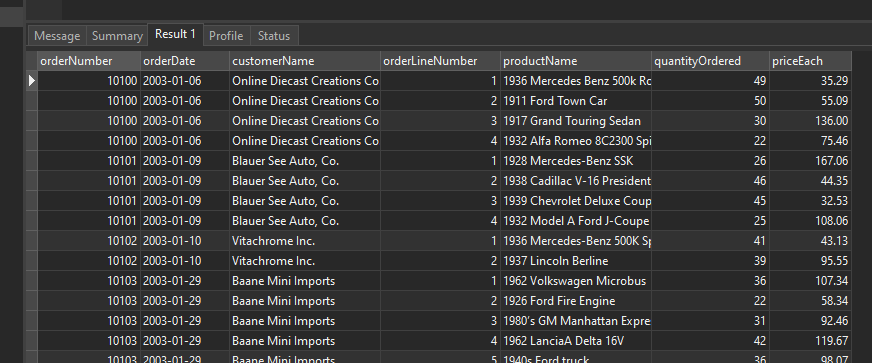 Message Summary Result 1 Profile Status
orderNumber orderDate customerName orderLineNumber productName quantityOrdered priceEach
10100 2003-01-06 Online Diecast Creations Co 1 1936 Mercedes Benz 500k Ro 49 35.29
10100 2003-01-06 Online Diecast Creations Co 2 1911 Ford Town Car 50 55.09
10100 2003-01-06 Online Diecast Creations Co 3 1917 Grand Touring Sedan 30 136.00
10100 2003-01-06 Online Diecast Creations Co 4 1932 Alfa Romeo 8C2300 Spi 22 75.46
10101 2003-01-09 Blauer See Auto, Co. 1 1928 Mercedes-Benz SSK 26 167.06
10101 2003-01-09 Blauer See Auto, Co. 2 1938 Cadillac V-16 President 46 44.35
10101 2003-01-09 Blauer See Auto, Co. 3 1939 Chevrolet Deluxe Coup 45 32.53
10101 2003-01-09 Blauer See Auto, Co. 4 1932 Model A Ford J-Coupe 25 108.06
10102 2003-01-10 Vitachrome Inc. 1 1936 Mercedes-Benz 500K Sp 41 43.13
10102 2003-01-10 Vitachrome Inc. 2 1937 Lincoln Berline 39 95.55
10103 2003-01-29 Baane Mini Imports 1 1962 Volkswagen Microbus 36 107.34
10103 2003-01-29 Baane Mini Imports 2 1926 Ford Fire Engine 22 58.34
10103 2003-01-29 Baane Mini Imports 3 1980's GM Manhattan Expre 31 92.46
10103 2003-01-29 Baane Mini Imports 4 1962 LanciaA Delta 16V 42 119.67
10103 2003-01-29 Baane Mini Imports 5 1940s Ford truck 36 98.07